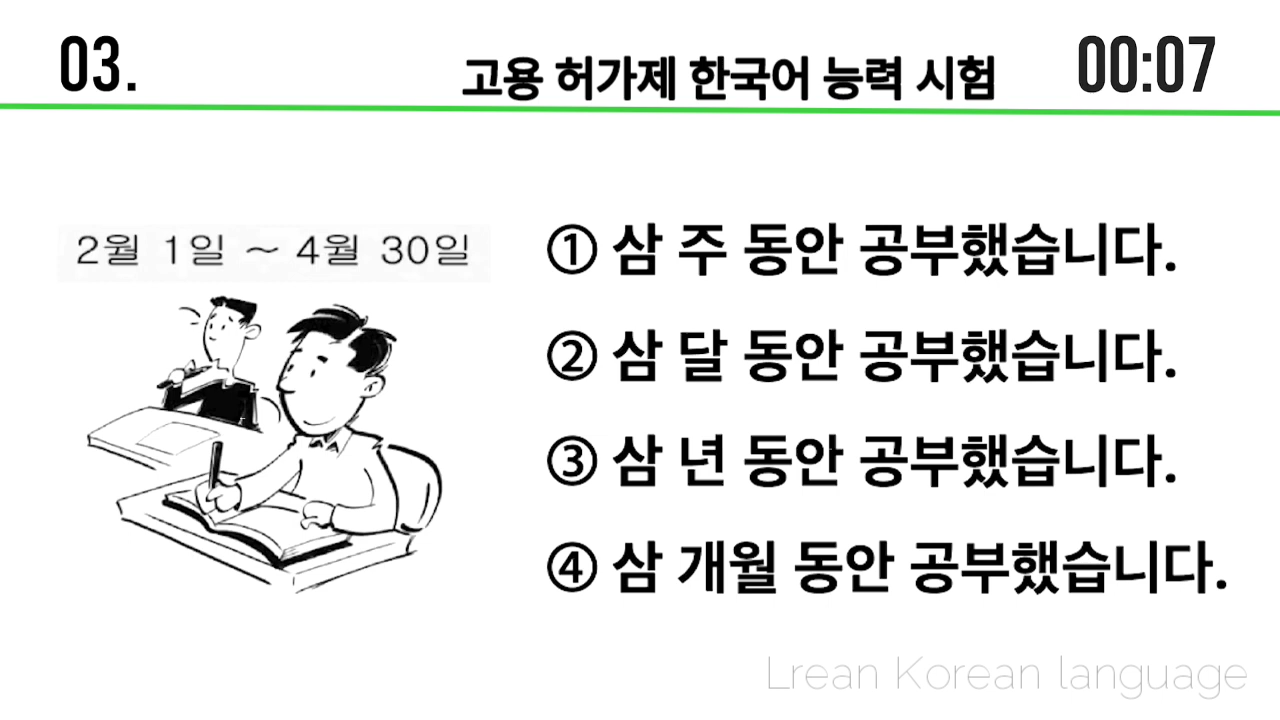 03.
고용 허가제 한국어 능력 시험
00:07
2월 1일 ~ 4월 30일
① 삼 주 동안 공부했습니다.
② 삼 달 동안 공부했습니다.
③ 삼 년 동안 공부했습니다.
④ 삼 개월 동안 공부했습니다.
Lrean Korean language